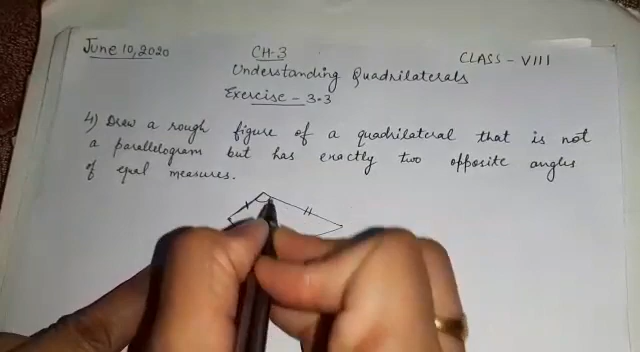 June 10, 2020 CH-3 CLASS - VIII
Understanding Quadrilaterals
Exercise - 3.3
4) Draw a rough figure of a quadrilateral that is not
a parallelogram but has exactly two opposite angles
of equal measures.